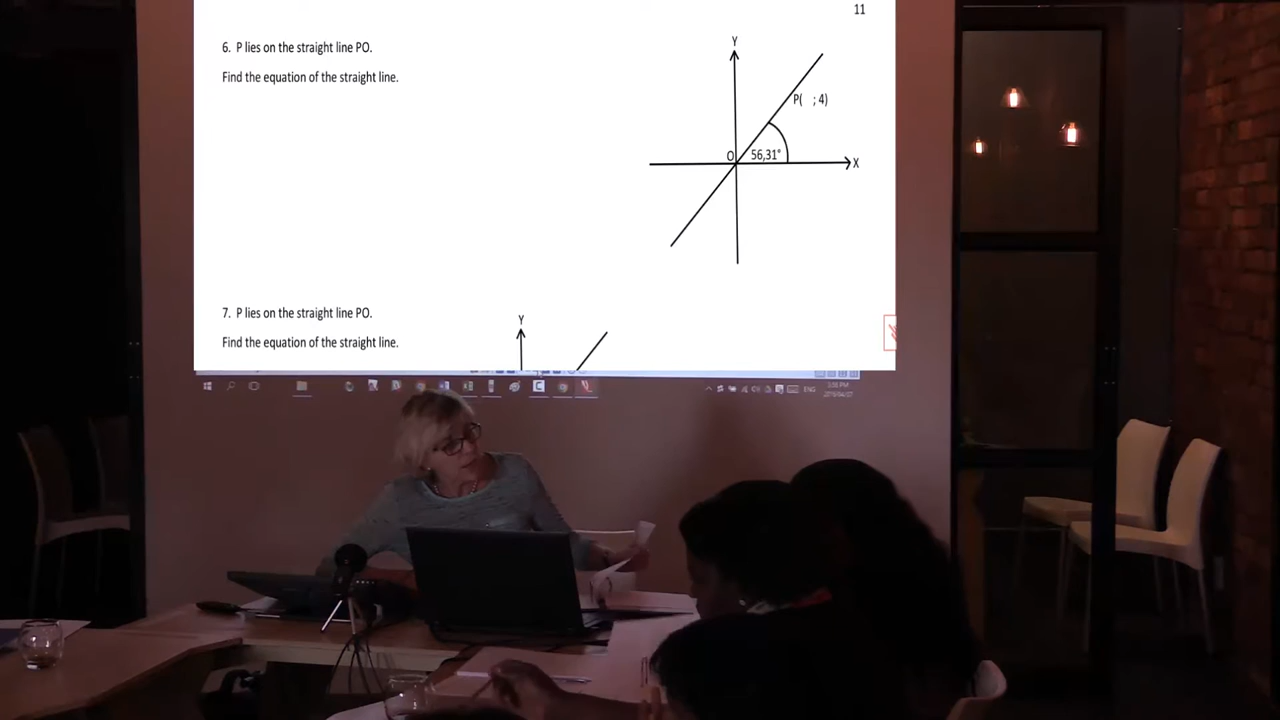 11
6. P lies on the straight line PO.
Find the equation of the straight line.
Y
P( ; 4)
O
56,31°
X
7. P lies on the straight line PO.
Find the equation of the straight line.
Y
ENG